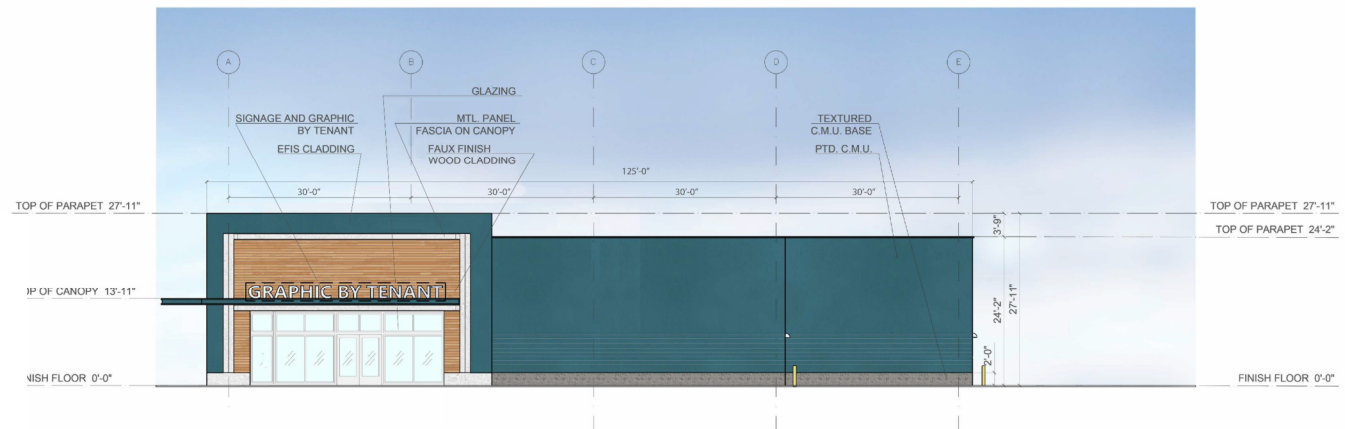 A B C D E
GLAZING
SIGNAGE AND GRAPHIC
BY TENANT
MTL. PANEL
FASCIA ON CANOPY
TEXTURED
C.M.U. BASE
EFIS CLADDING
FAUX FINISH
WOOD CLADDING
PTD. C.M.U.
125'-0"
30'-0" 30'-0" 30'-0" 30'-0"
TOP OF PARAPET 27'-11"
TOP OF PARAPET 27'-11"
3'-9"
TOP OF PARAPET 24'-2"
OP OF CANOPY 13'-11"
GRAPHIC BY TENANT
24'-2"
27'-11"
2'-0"
NISH FLOOR 0'-0"
FINISH FLOOR 0'-0"